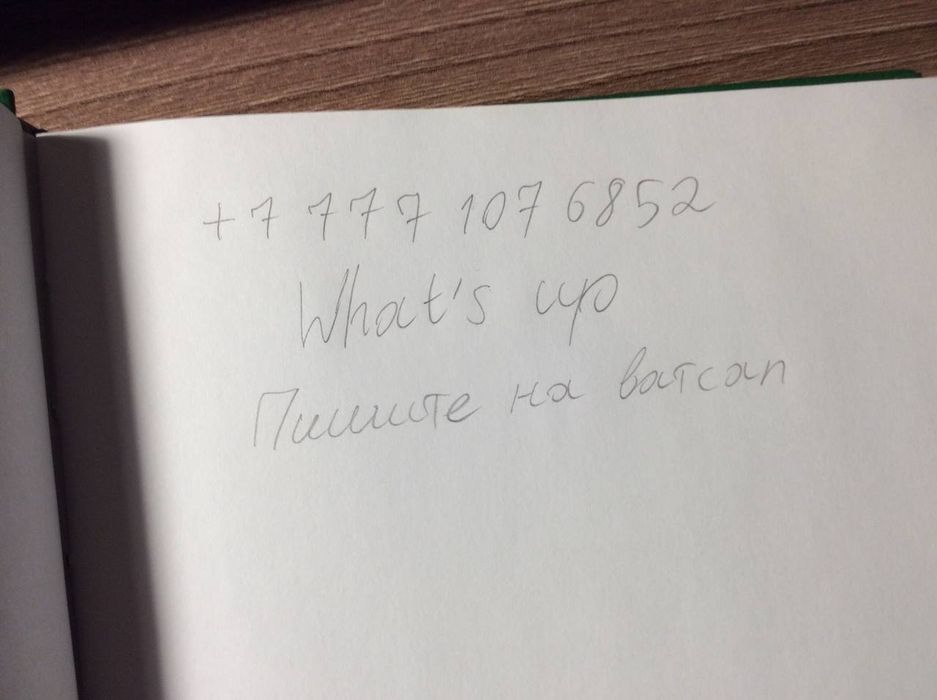 +7 777 107 6852
What's up
Пишите на ватсап